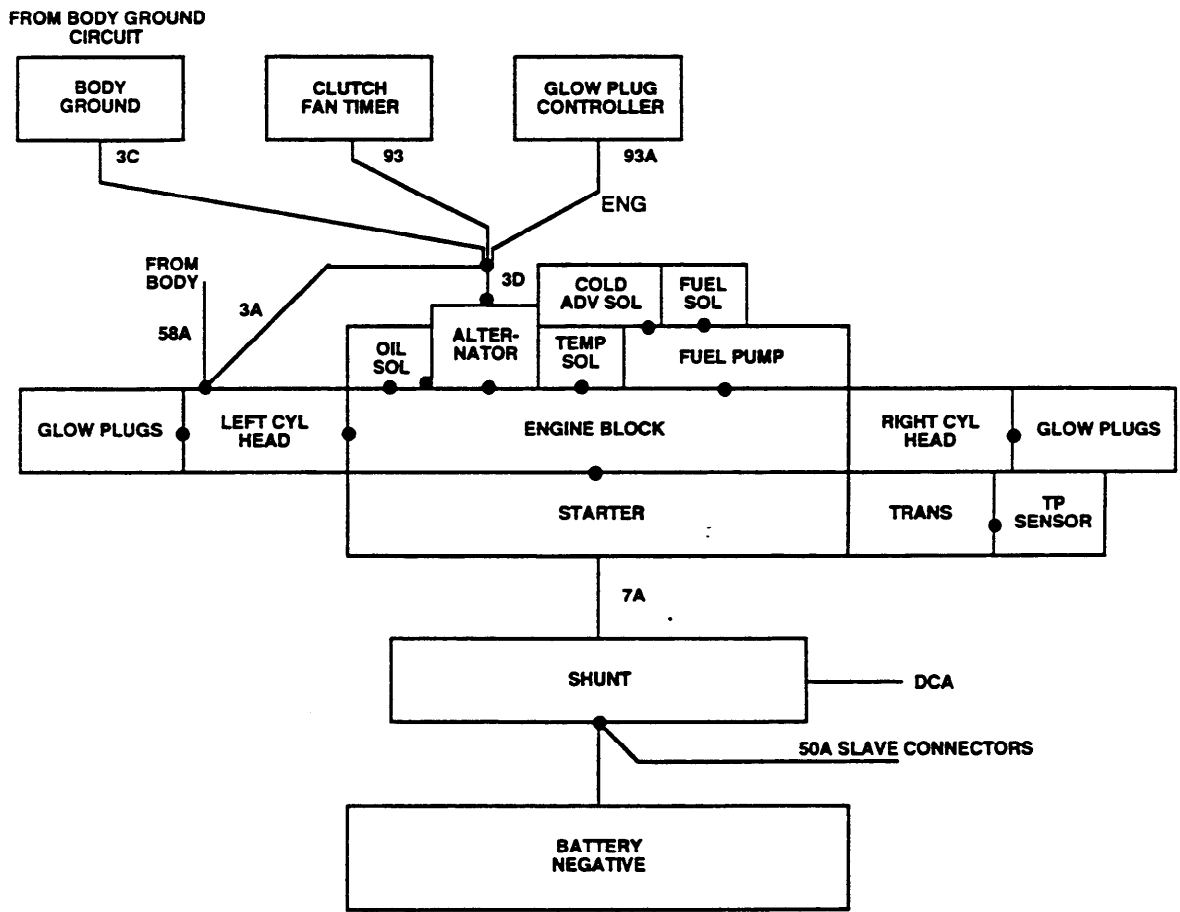 FROM BODY GROUND
CIRCUIT
BODY
GROUND
CLUTCH
FAN TIMER
GLOW PLUG
CONTROLLER
3C
93
93A
ENG
FROM
BODY
3D
COLD
ADV SOL
FUEL
SOL
3A
58A
OIL
SOL
ALTER-
NATOR
TEMP
SOL
FUEL PUMP
GLOW PLUGS
LEFT CYL
HEAD
ENGINE BLOCK
RIGHT CYL
HEAD
GLOW PLUGS
STARTER
TRANS
TP
SENSOR
7A
SHUNT
DCA
50A SLAVE CONNECTORS
BATTERY
NEGATIVE